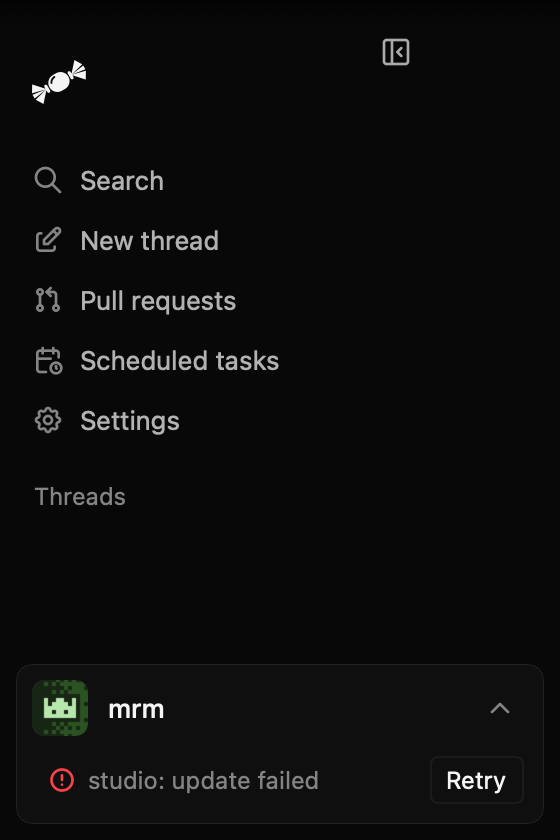 Search
New thread
Pull requests
Scheduled tasks
Settings
Threads
mrm
studio: update failed
Retry